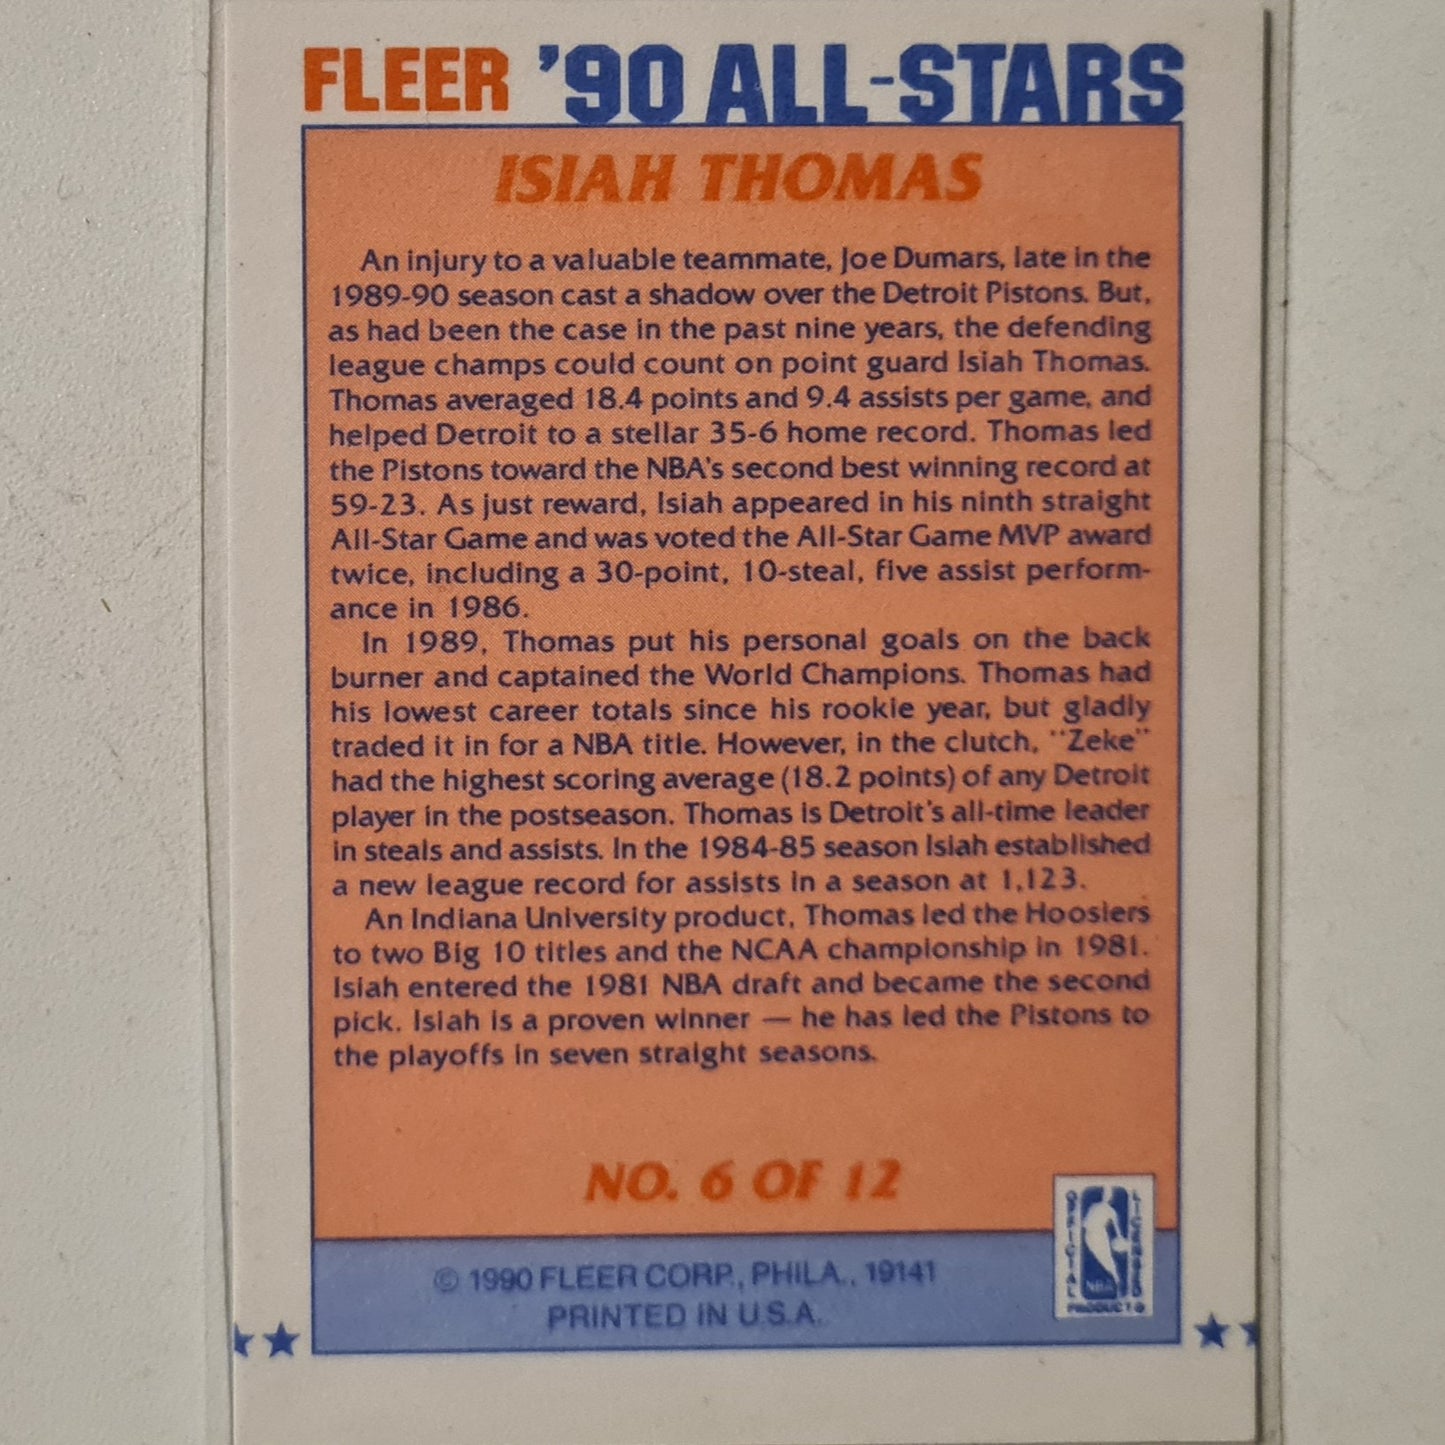 FLEER '90 ALL-STARS
ISIAH THOMAS
An injury to a valuable teammate, Joe Dumars, late in the
1989-90 season cast a shadow over the Detroit Pistons. But,
as had been the case in the past nine years, the defending
league champs could count on point guard Isiah Thomas.
Thomas averaged 18.4 points and 9.4 assists per game, and
helped Detroit to a stellar 35-6 home record. Thomas led
the Pistons toward the NBA's second best winning record at
59-23. As just reward, Isiah appeared in his ninth straight
All-Star Game and was voted the All-Star Game MVP award
twice, including a 30-point, 10-steal, five assist perform-
ance in 1986.
In 1989, Thomas put his personal goals on the back
burner and captained the World Champions. Thomas had
his lowest career totals since his rookie year, but gladly
traded it in for a NBA title. However, in the clutch, "Zeke"
had the highest scoring average (18.2 points) of any Detroit
player in the postseason. Thomas is Detroit's all-time leader
in steals and assists. In the 1984-85 season Isiah established
a new league record for assists in a season at 1,123.
An Indiana University product, Thomas led the Hoosiers
to two Big 10 titles and the NCAA championship in 1981.
Isiah entered the 1981 NBA draft and became the second
pick. Isiah is a proven winner — he has led the Pistons to
the playoffs in seven straight seasons.
NO. 6 OF 12
© 1990 FLEER CORP., PHILA., 19141
PRINTED IN U.S.A.
OFFICIAL
LICENSED
NBA
PRODUCT